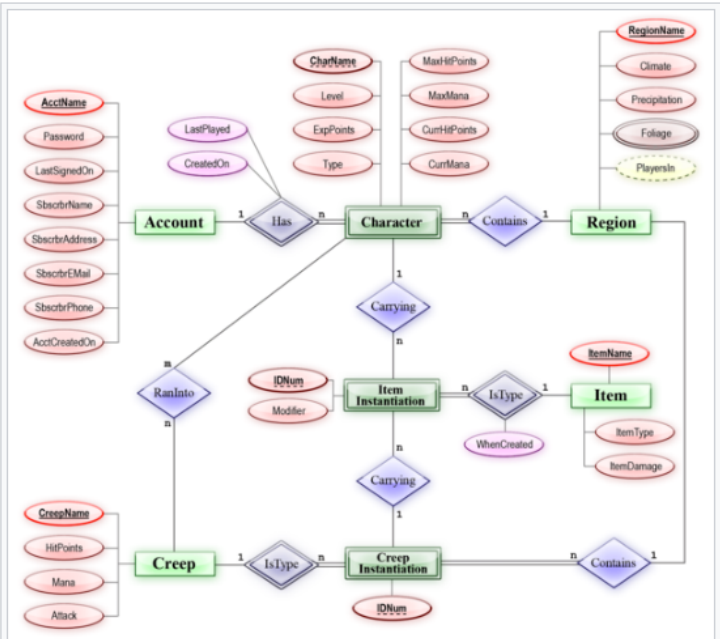 RegionName
CharName
MaxHitPoints
Climate
Level
MaxMana
Precipitation
AcctName
ExpPoints
CurrHitPoints
Foliage
Password
LastPlayed
Type
CurrMana
PlayersIn
LastSignedOn
CreatedOn
SbscrbrName
Account
1
Has
n
Character
n
Contains
1
Region
SbscrbrAddress
SbscrbrEMail
1
SbscrbrPhone
Carrying
AcctCreatedOn
n
ItemName
m
IDNum
RanInto
Modifier
Item
Instantiation
n
IsType
1
Item
n
WhenCreated
ItemType
n
ItemDamage
Carrying
CreepName
1
HitPoints
Creep
1
IsType
n
Creep
Instantiation
n
Contains
1
Mana
IDNum
Attack